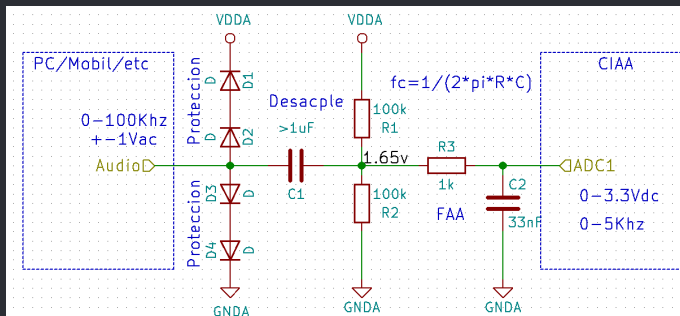 VDDA
VDDA
PC/Mobil/etc
CIAA
Proteccion
D
D1
fc=1/(2*pi*R*C)
0-100Khz
+-1Vac
Desacple
>1uF
100k
R1
D
D2
Audio
1.65v
R3
1k
ADC1
C1
Proteccion
D3
D
100k
R2
FAA
C2
33nF
0-3.3Vdc
0-5Khz
D4
D
GNDA
GNDA
GNDA